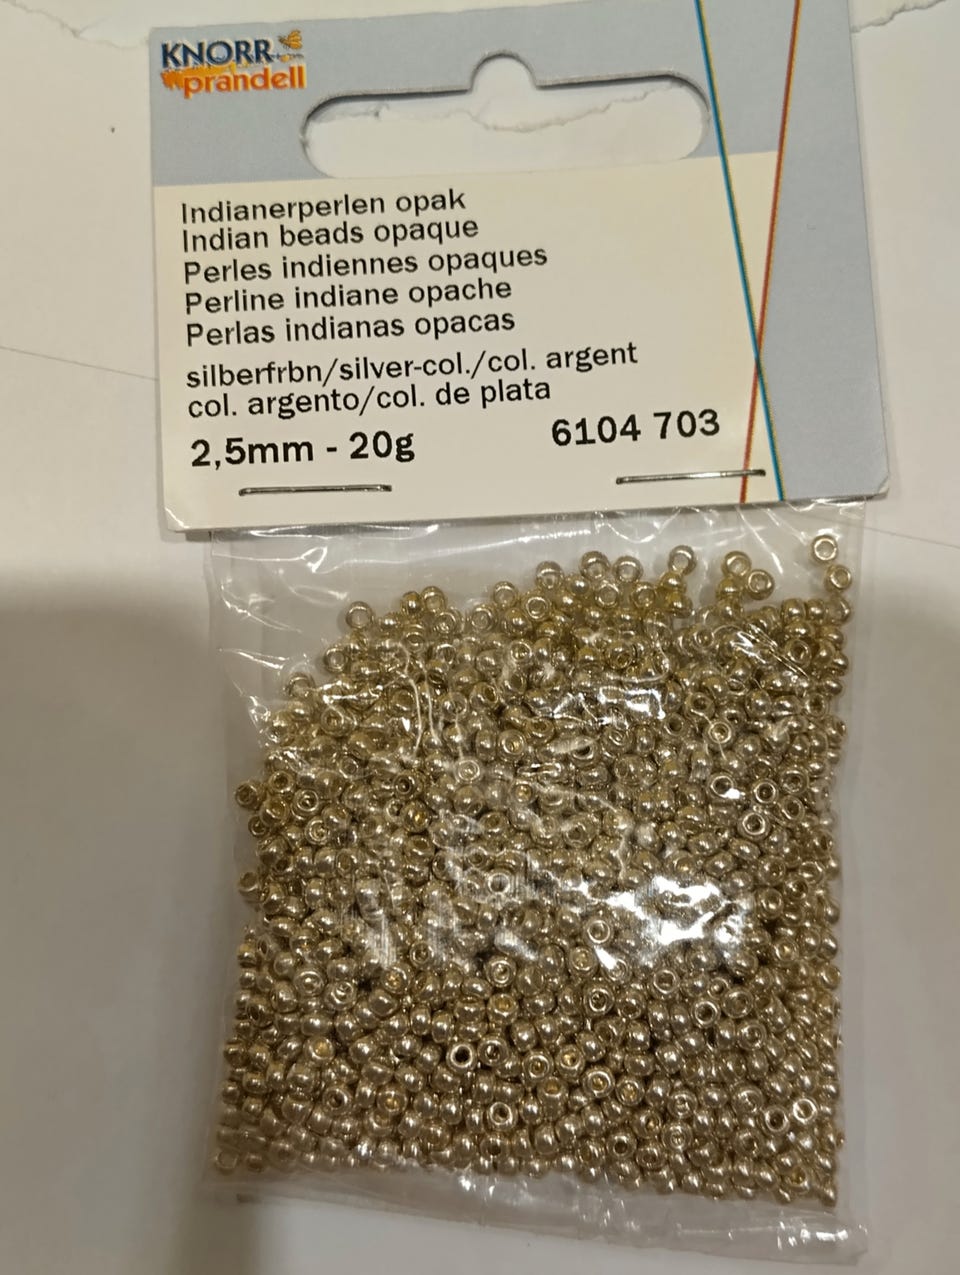 KNORR
prandell
Indianerperlen opak
Indian beads opaque
Perles indiennes opaques
Perline indiane opache
Perlas indianas opacas
silberfrbn/silver-col./col. argent
col. argento/col. de plata
2,5mm - 20g 6104 703